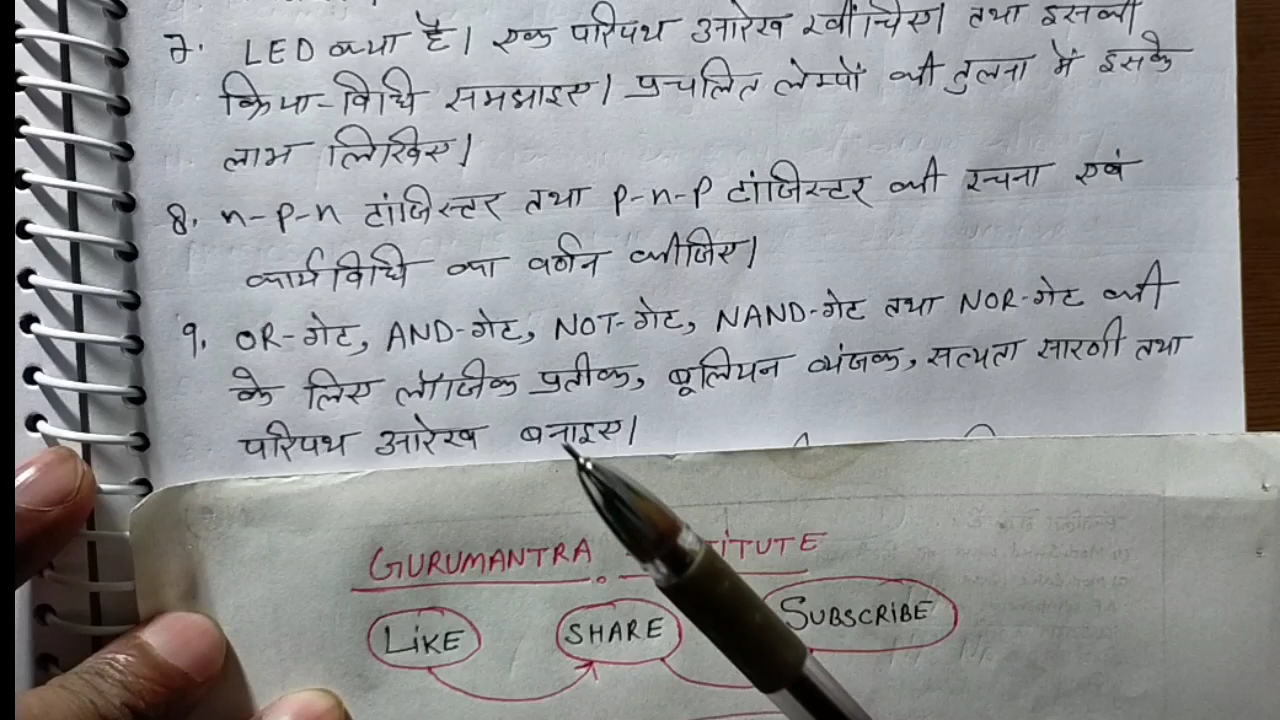 7. LED क्या है। एक परिपथ आरेख खींचिए। तथा इसकी
क्रिया-विधि समझाइए। प्रचलित लेम्पों की तुलना में इसके
लाभ लिखिए।
8. n-p-n ट्रांजिस्टर तथा p-n-p ट्रांजिस्टर की रचना एवं
कार्यविधि का वर्णन कीजिए।
9. OR-गेट, AND-गेट, NOT-गेट, NAND-गेट तथा NOR-गेट की
के लिए लॉजिक प्रतीक, बूलियन व्यंजक, सत्यता सारणी तथा
परिपथ आरेख बनाइए।
GURUMANTRA TITUTE
LIKE SHARE SUBSCRIBE